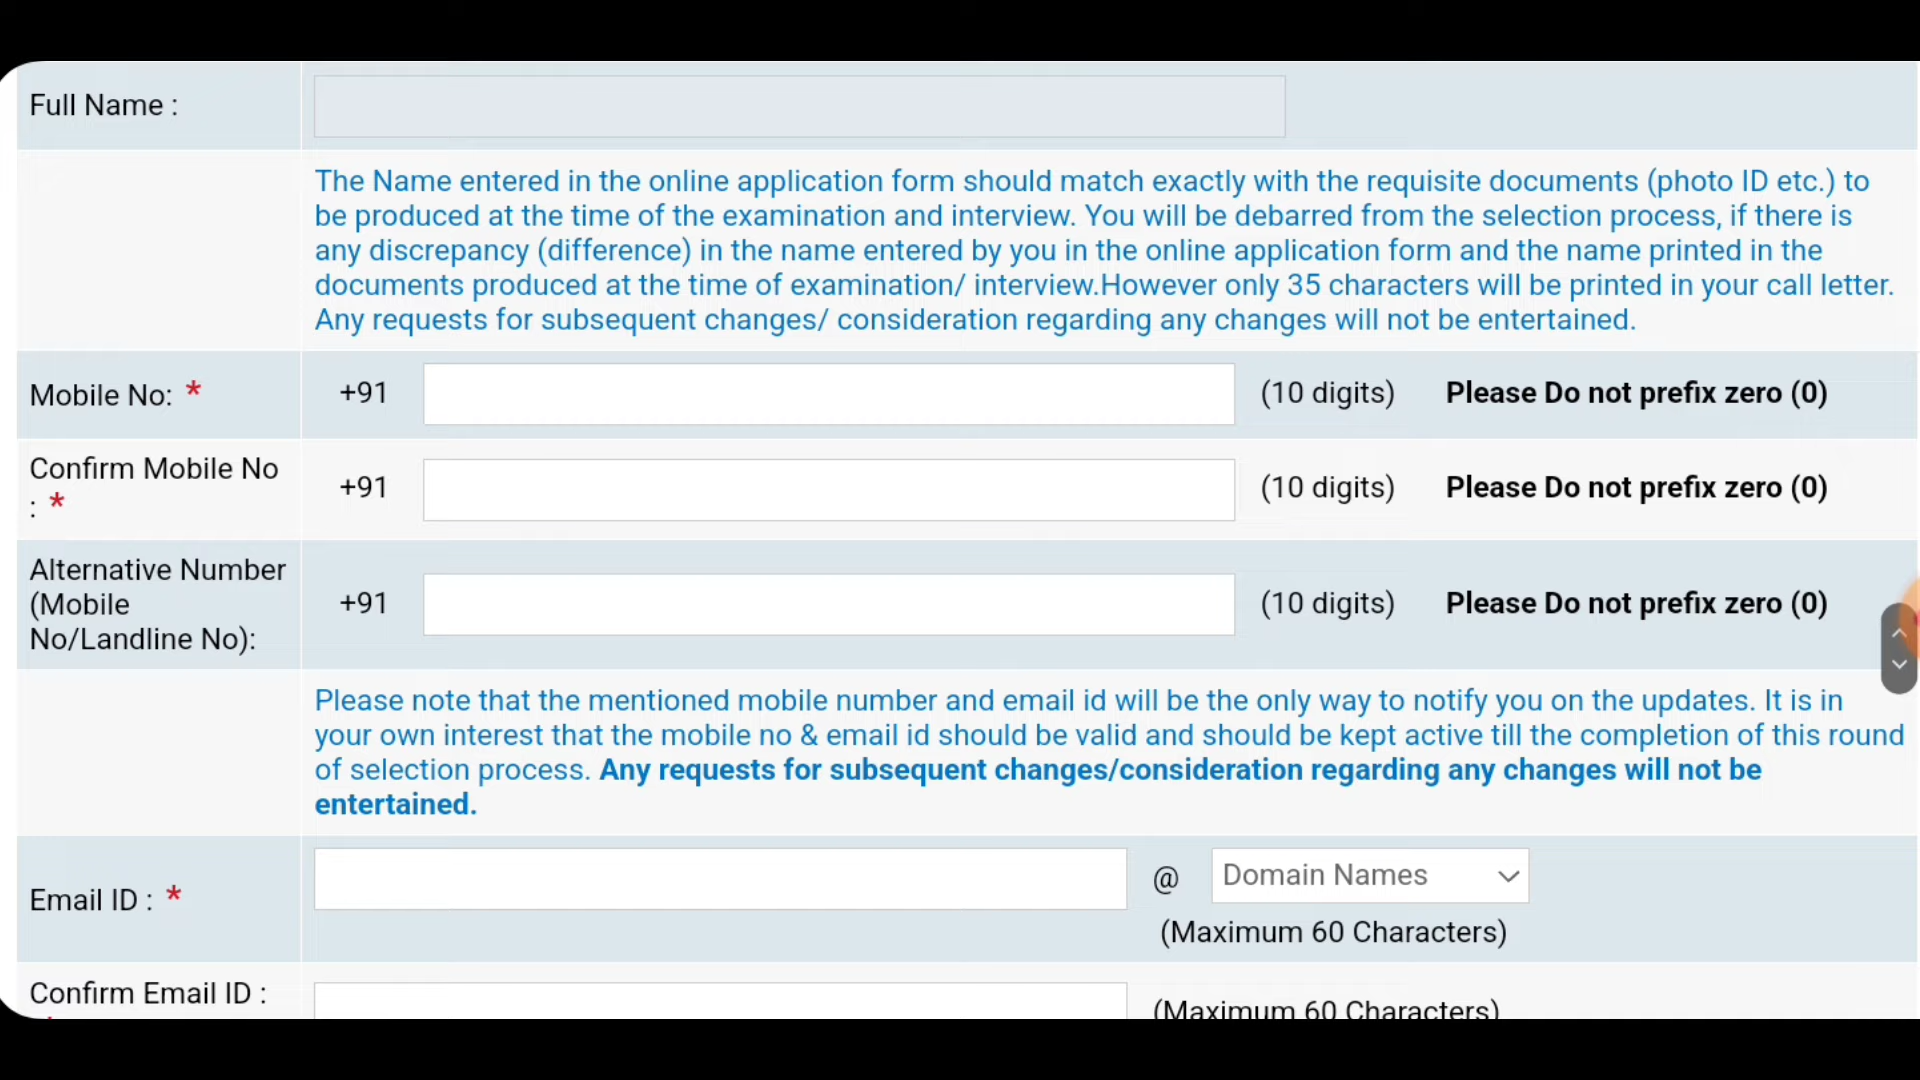 Full Name :
The Name entered in the online application form should match exactly with the requisite documents (photo ID etc.) to
be produced at the time of the examination and interview. You will be debarred from the selection process, if there is
any discrepancy (difference) in the name entered by you in the online application form and the name printed in the
documents produced at the time of examination/ interview.However only 35 characters will be printed in your call letter.
Any requests for subsequent changes/ consideration regarding any changes will not be entertained.
Mobile No: * +91 (10 digits) Please Do not prefix zero (0)
Confirm Mobile No
: * +91 (10 digits) Please Do not prefix zero (0)
Alternative Number
(Mobile
No/Landline No): +91 (10 digits) Please Do not prefix zero (0)
Please note that the mentioned mobile number and email id will be the only way to notify you on the updates. It is in
your own interest that the mobile no & email id should be valid and should be kept active till the completion of this round
of selection process. Any requests for subsequent changes/consideration regarding any changes will not be
entertained.
Email ID : * @ Domain Names
(Maximum 60 Characters)
Confirm Email ID :
(Maximum 60 Characters)